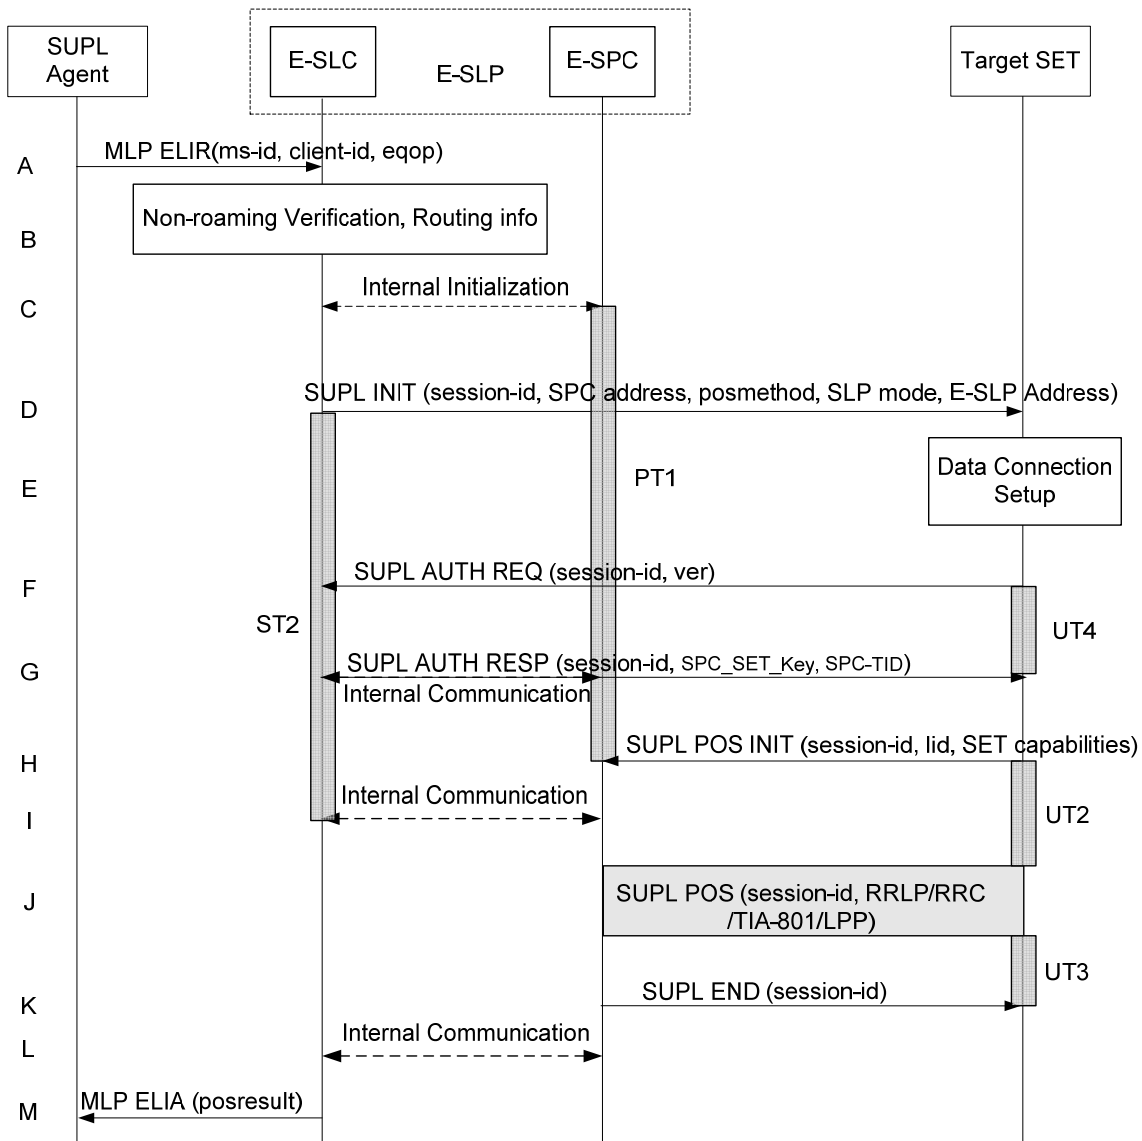 SUPL
Agent
E-SLC
E-SLP
E-SPC
Target SET
A
MLP ELIR(ms-id, client-id, eqop)
B
Non-roaming Verification, Routing info
C
Internal Initialization
D
SUPL INIT (session-id, SPC address, posmethod, SLP mode, E-SLP Address)
E
PT1
Data Connection
Setup
F
SUPL AUTH REQ (session-id, ver)
ST2
UT4
G
SUPL AUTH RESP (session-id, SPC_SET_Key, SPC-TID)
Internal Communication
H
SUPL POS INIT (session-id, lid, SET capabilities)
I
Internal Communication
UT2
J
SUPL POS (session-id, RRLP/RRC
/TIA-801/LPP)
UT3
K
SUPL END (session-id)
L
Internal Communication
M
MLP ELIA (posresult)